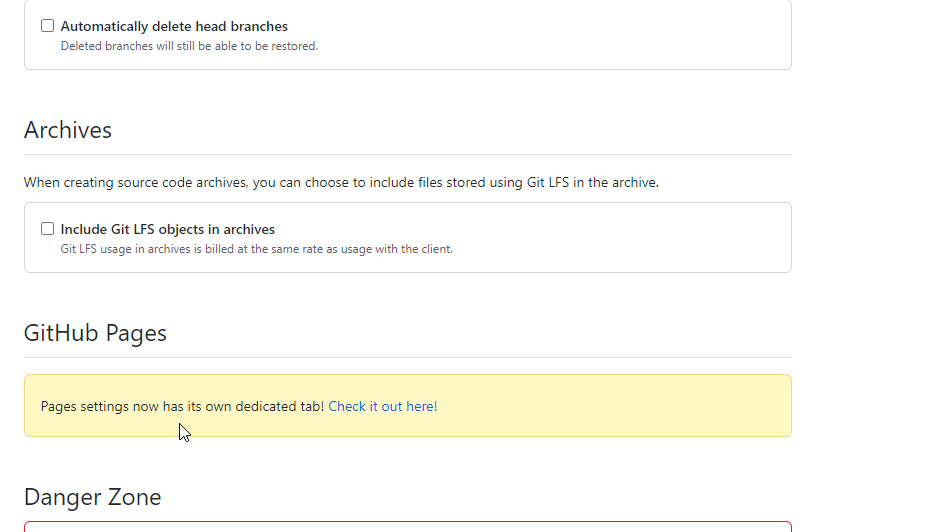 Automatically delete head branches
Deleted branches will still be able to be restored.
Archives
When creating source code archives, you can choose to include files stored using Git LFS in the archive.
Include Git LFS objects in archives
Git LFS usage in archives is billed at the same rate as usage with the client.
GitHub Pages
Pages settings now has its own dedicated tab! Check it out here!
Danger Zone